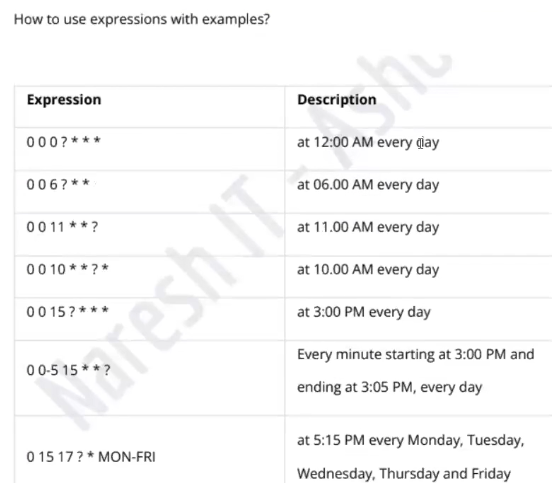 How to use expressions with examples?
Expression Description
0 0 0 ? * * * at 12:00 AM every day
0 0 6 ? * * at 06.00 AM every day
0 0 11 * * ? at 11.00 AM every day
0 0 10 * * ? * at 10.00 AM every day
0 0 15 ? * * * at 3:00 PM every day
0 0-5 15 * * ? Every minute starting at 3:00 PM and
ending at 3:05 PM, every day
0 15 17 ? * MON-FRI at 5:15 PM every Monday, Tuesday,
Wednesday, Thursday and Friday
Naresh IT -